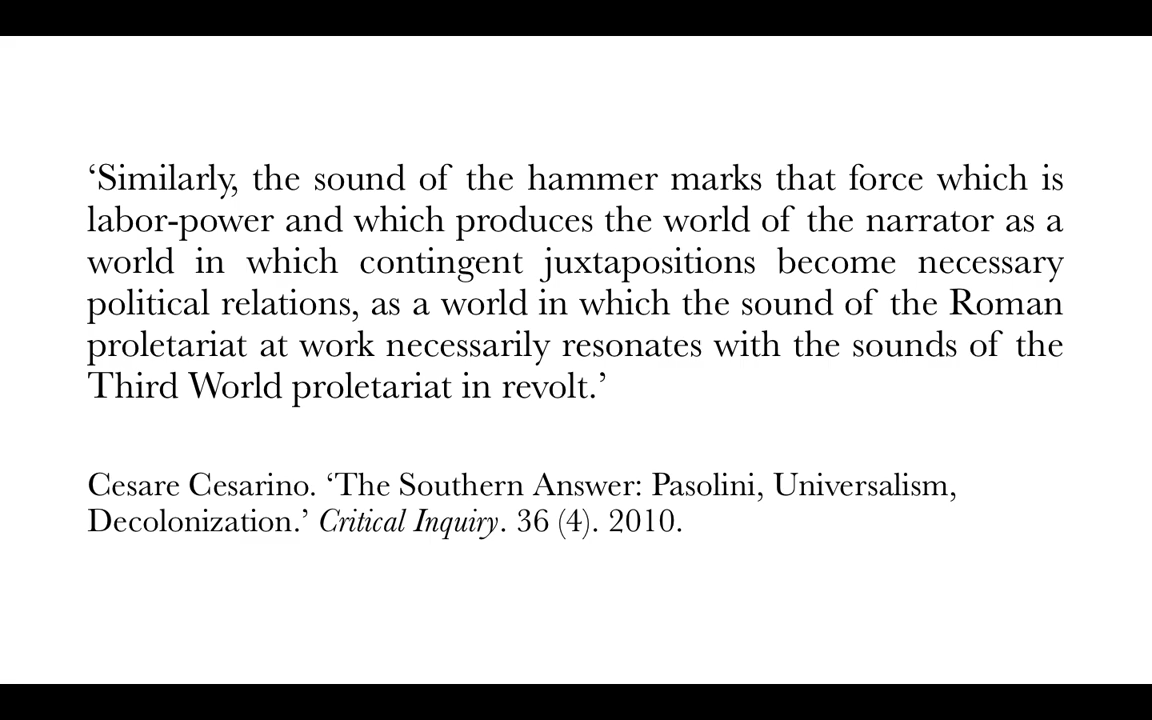 ‘Similarly, the sound of the hammer marks that force which is
labor-power and which produces the world of the narrator as a
world in which contingent juxtapositions become necessary
political relations, as a world in which the sound of the Roman
proletariat at work necessarily resonates with the sounds of the
Third World proletariat in revolt.’
Cesare Cesarino. ‘The Southern Answer: Pasolini, Universalism,
Decolonization.’ Critical Inquiry. 36 (4). 2010.